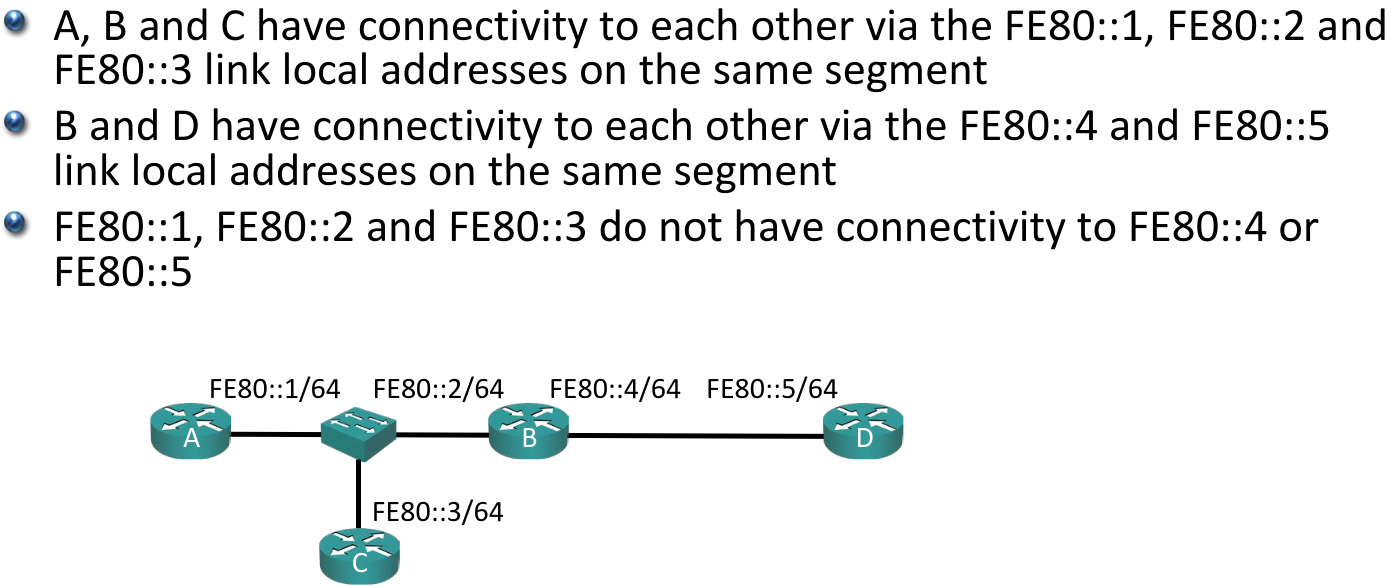 A, B and C have connectivity to each other via the FE80::1, FE80::2 and
FE80::3 link local addresses on the same segment
B and D have connectivity to each other via the FE80::4 and FE80::5
link local addresses on the same segment
FE80::1, FE80::2 and FE80::3 do not have connectivity to FE80::4 or
FE80::5
FE80::1/64 FE80::2/64 FE80::4/64 FE80::5/64
A B D
FE80::3/64
C